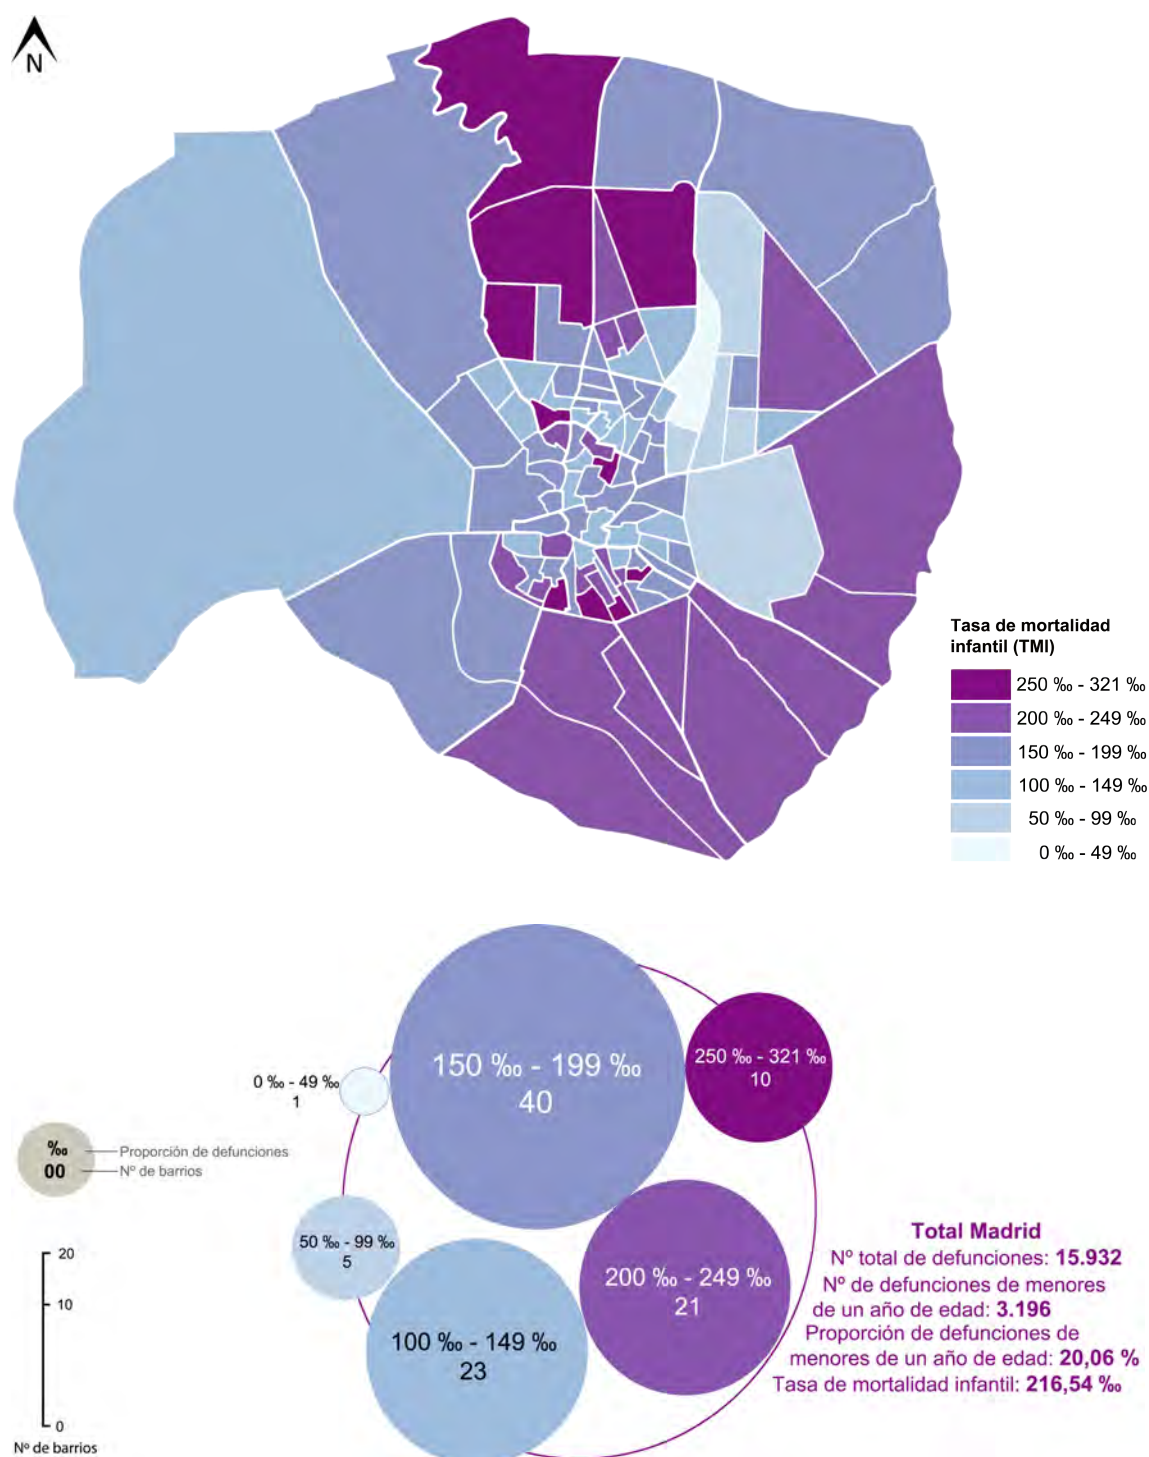 N
Tasa de mortalidad
infantil (TMI)
250 ‰ - 321 ‰
200 ‰ - 249 ‰
150 ‰ - 199 ‰
100 ‰ - 149 ‰
50 ‰ - 99 ‰
0 ‰ - 49 ‰
150 ‰ - 199 ‰
40
250 ‰ - 321 ‰
10
0 ‰ - 49 ‰
1
‰
00
Proporción de defunciones
Nº de barrios
50 ‰ - 99 ‰
5
200 ‰ - 249 ‰
21
100 ‰ - 149 ‰
23
20
10
0
Nº de barrios
Total Madrid
Nº total de defunciones: 15.932
Nº de defunciones de menores
de un año de edad: 3.196
Proporción de defunciones de
menores de un año de edad: 20,06 %
Tasa de mortalidad infantil: 216,54 ‰